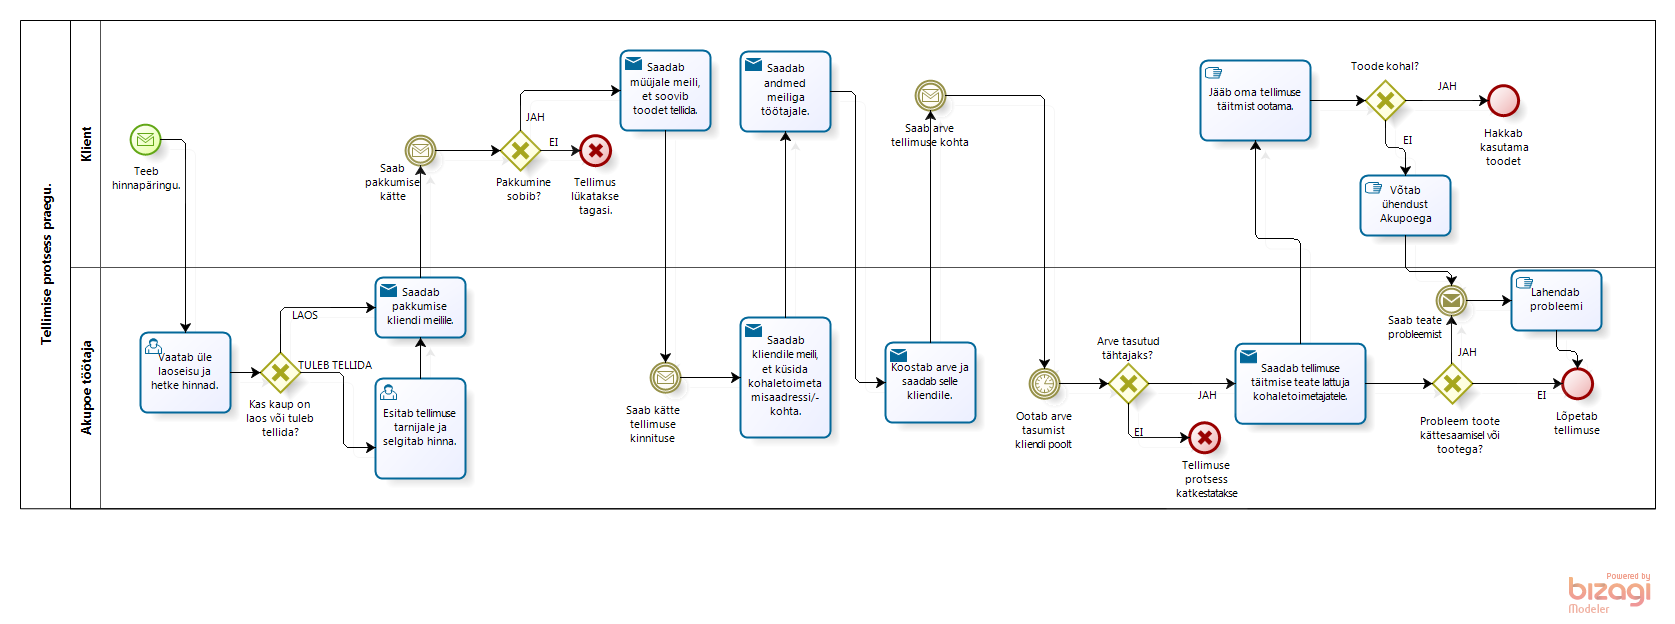 Tellimise protsess praegu.
Klient
Teeb
hinnapäringu.
Saab
pakkumise
kätte
Pakkumine
sobib?
JAH
EI
Tellimus
lükatakse
tagasi.
Saadab
müüjale meili,
et soovib
toodet tellida.
Saadab
andmed
meiliga
töötajale.
Saab arve
tellimuse kohta
Jääb oma tellimuse
täitmist ootama.
Toode kohal?
JAH
EI
Hakkab
kasutama
toodet
Võtab
ühendust
Akupoega
Akupoe töötaja
Vaatab üle
laoseisu ja
hetke hinnad.
Kas kaup on
laos või tuleb
tellida?
LAOS
TULEB TELLIDA
Saadab
pakkumise
kliendi meilile.
Esitab tellimuse
tarnijale ja
selgitab hinna.
Saab kätte
tellimuse
kinnituse
Saadab
kliendile meili,
et küsida
kohaletoimeta
misaadressi/-
kohta.
Koostab arve ja
saadab selle
kliendile.
Ootab arve
tasumist
kliendi poolt
Arve tasutud
tähtajaks?
JAH
EI
Tellimuse
protsess
katkestatakse
Saadab tellimuse
täitmise teate lattu ja
kohaletoimetajatele.
Probleem toote
kättesaamisel või
tootega?
JAH
EI
Saab teate
probleemist
Lahendab
probleemi
Lõpetab
tellimuse
Powered by
bizagi
Modeler